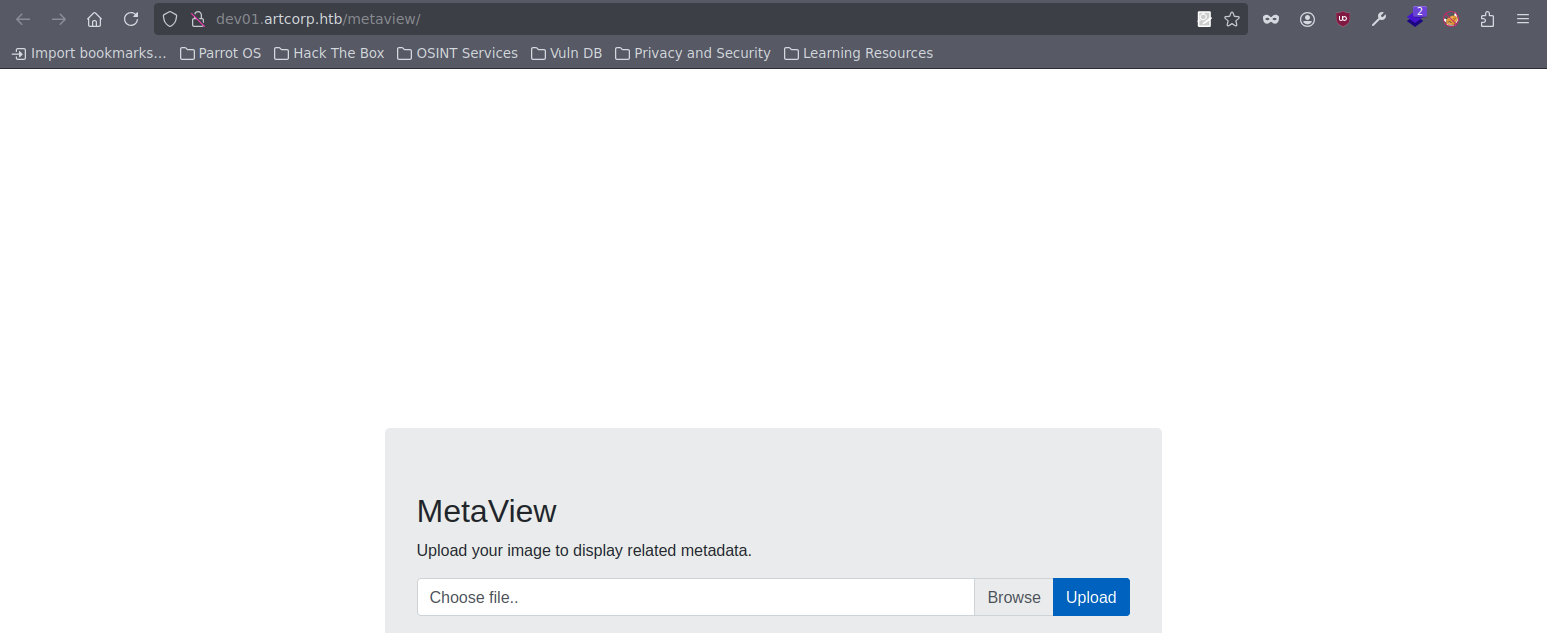 dev01.artcorp.htb/metaview/
2
Import bookmarks... Parrot OS Hack The Box OSINT Services Vuln DB Privacy and Security Learning Resources
MetaView
Upload your image to display related metadata.
Choose file.. Browse Upload